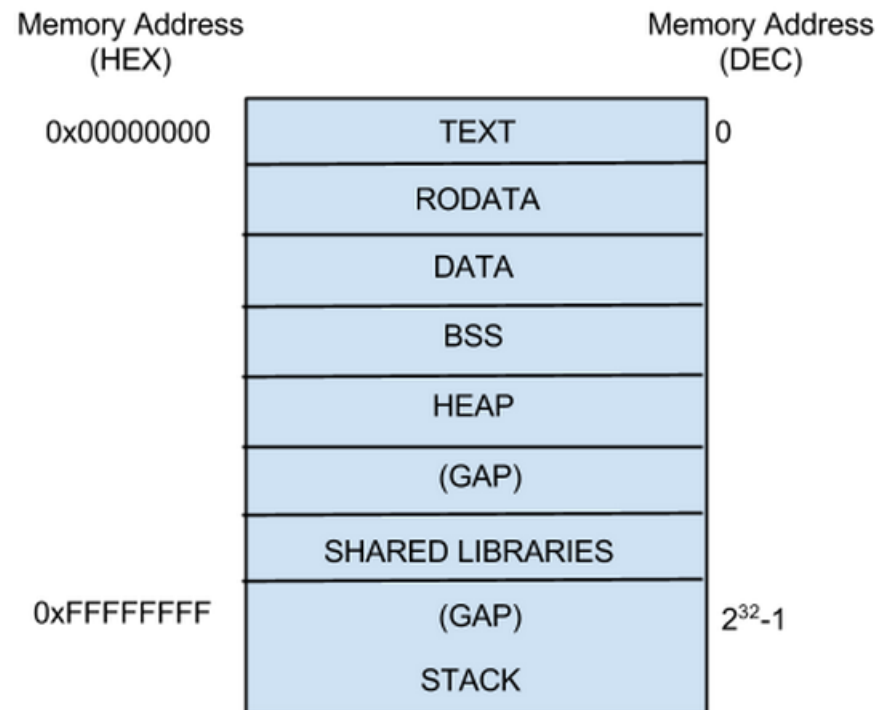 Memory Address
(HEX)
Memory Address
(DEC)
0x00000000
TEXT
0
RODATA
DATA
BSS
HEAP
(GAP)
SHARED LIBRARIES
0xFFFFFFFF
(GAP)
2³²-1
STACK